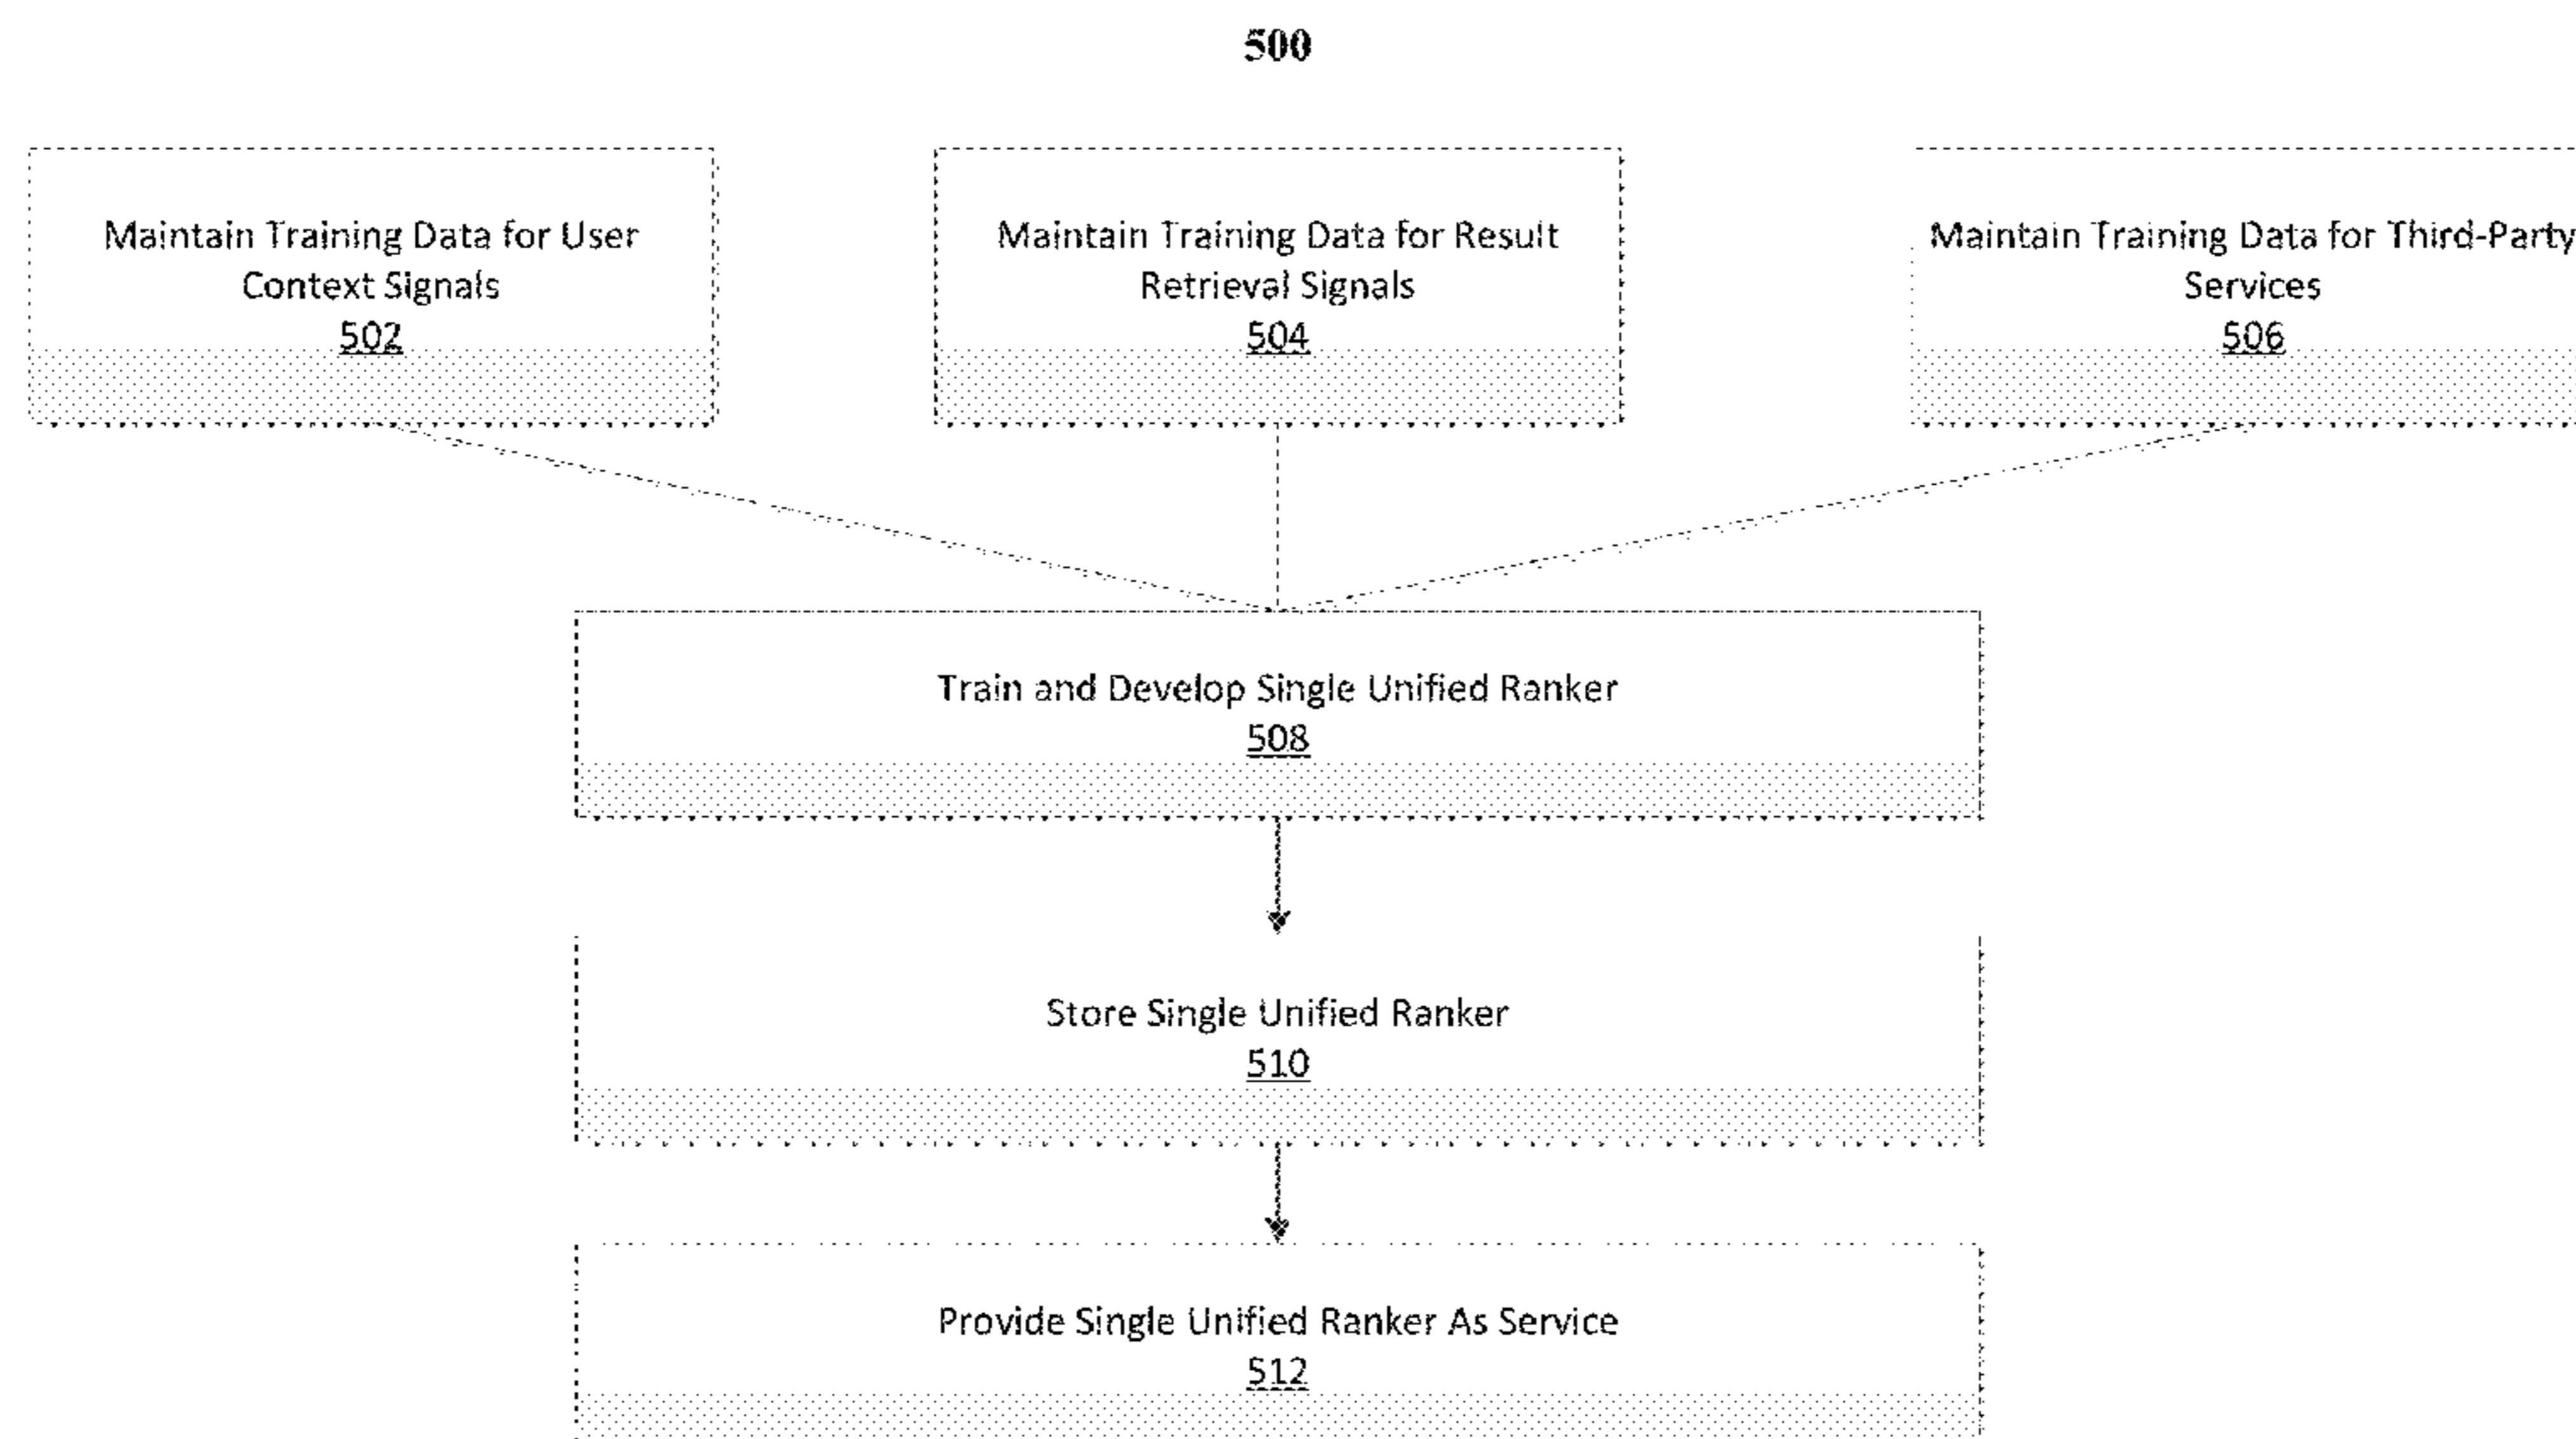 500
Maintain Training Data for User
Context Signals
502
Maintain Training Data for Result
Retrieval Signals
504
Maintain Training Data for Third-Party
Services
506
Train and Develop Single Unified Ranker
508
Store Single Unified Ranker
510
Provide Single Unified Ranker As Service
512